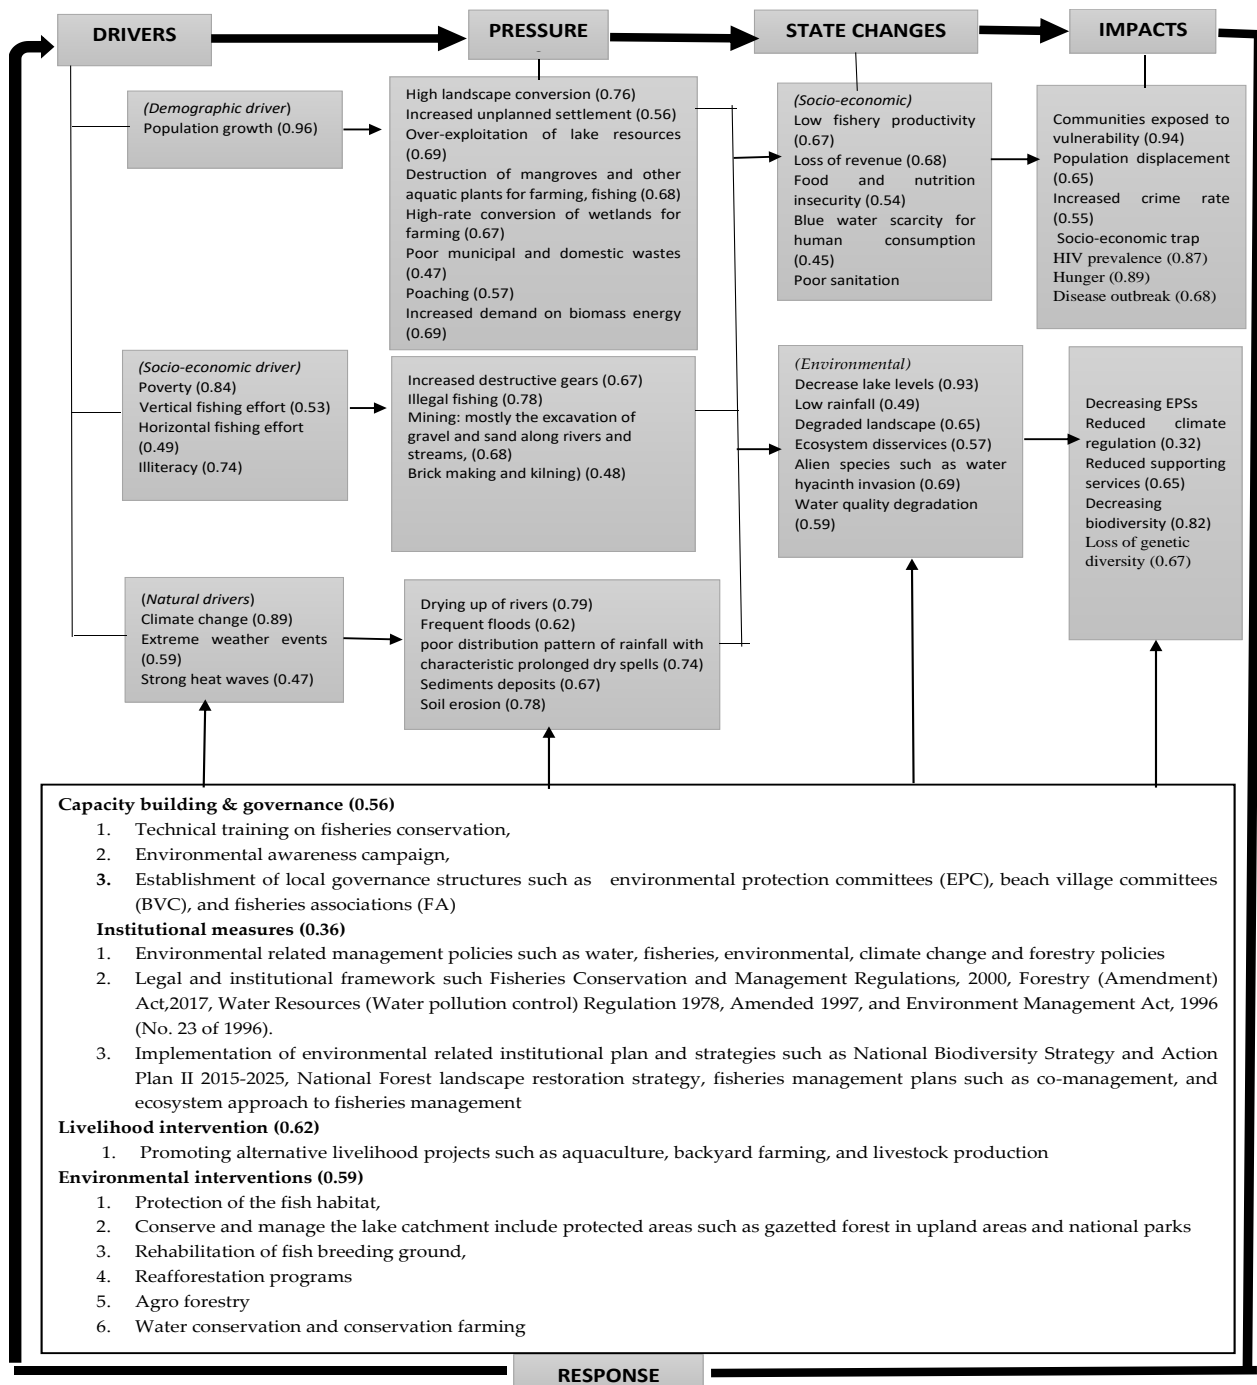 DRIVERS
PRESSURE
STATE CHANGES
IMPACTS
(Demographic driver)
Population growth (0.96)
High landscape conversion (0.76)
Increased unplanned settlement (0.56)
Over-exploitation of lake resources
(0.69)
Destruction of mangroves and other
aquatic plants for farming, fishing (0.68)
High-rate conversion of wetlands for
farming (0.67)
Poor municipal and domestic wastes
(0.47)
Poaching (0.57)
Increased demand on biomass energy
(0.69)
(Socio-economic)
Low fishery productivity
(0.67)
Loss of revenue (0.68)
Food and nutrition
insecurity (0.54)
Blue water scarcity for
human consumption
(0.45)
Poor sanitation
Communities exposed to
vulnerability (0.94)
Population displacement
(0.65)
Increased crime rate
(0.55)
Socio-economic trap
HIV prevalence (0.87)
Hunger (0.89)
Disease outbreak (0.68)
(Socio-economic driver)
Poverty (0.84)
Vertical fishing effort (0.53)
Horizontal fishing effort
(0.49)
Illiteracy (0.74)
Increased destructive gears (0.67)
Illegal fishing (0.78)
Mining: mostly the excavation of
gravel and sand along rivers and
streams, (0.68)
Brick making and kilning) (0.48)
(Environmental)
Decrease lake levels (0.93)
Low rainfall (0.49)
Degraded landscape (0.65)
Ecosystem disservices (0.57)
Alien species such as water
hyacinth invasion (0.69)
Water quality degradation
(0.59)
Decreasing EPSs
Reduced climate
regulation (0.32)
Reduced supporting
services (0.65)
Decreasing
biodiversity (0.82)
Loss of genetic
diversity (0.67)
(Natural drivers)
Climate change (0.89)
Extreme weather events
(0.59)
Strong heat waves (0.47)
Drying up of rivers (0.79)
Frequent floods (0.62)
poor distribution pattern of rainfall with
characteristic prolonged dry spells (0.74)
Sediments deposits (0.67)
Soil erosion (0.78)
Capacity building & governance (0.56)
1. Technical training on fisheries conservation,
2. Environmental awareness campaign,
3. Establishment of local governance structures such as environmental protection committees (EPC), beach village committees
(BVC), and fisheries associations (FA)
Institutional measures (0.36)
1. Environmental related management policies such as water, fisheries, environmental, climate change and forestry policies
2. Legal and institutional framework such Fisheries Conservation and Management Regulations, 2000, Forestry (Amendment)
Act,2017, Water Resources (Water pollution control) Regulation 1978, Amended 1997, and Environment Management Act, 1996
(No. 23 of 1996).
3. Implementation of environmental related institutional plan and strategies such as National Biodiversity Strategy and Action
Plan II 2015-2025, National Forest landscape restoration strategy, fisheries management plans such as co-management, and
ecosystem approach to fisheries management
Livelihood intervention (0.62)
1. Promoting alternative livelihood projects such as aquaculture, backyard farming, and livestock production
Environmental interventions (0.59)
1. Protection of the fish habitat,
2. Conserve and manage the lake catchment include protected areas such as gazetted forest in upland areas and national parks
3. Rehabilitation of fish breeding ground,
4. Reafforestation programs
5. Agro forestry
6. Water conservation and conservation farming
RESPONSE